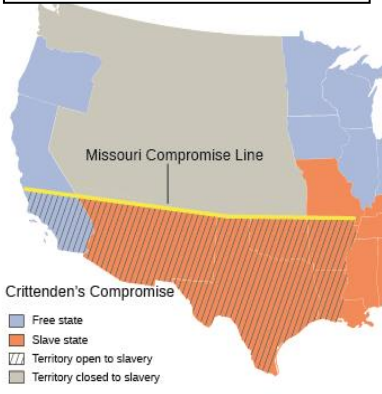 Missouri Compromise Line
Crittenden's Compromise
Free state
Slave state
Territory open to slavery
Territory closed to slavery